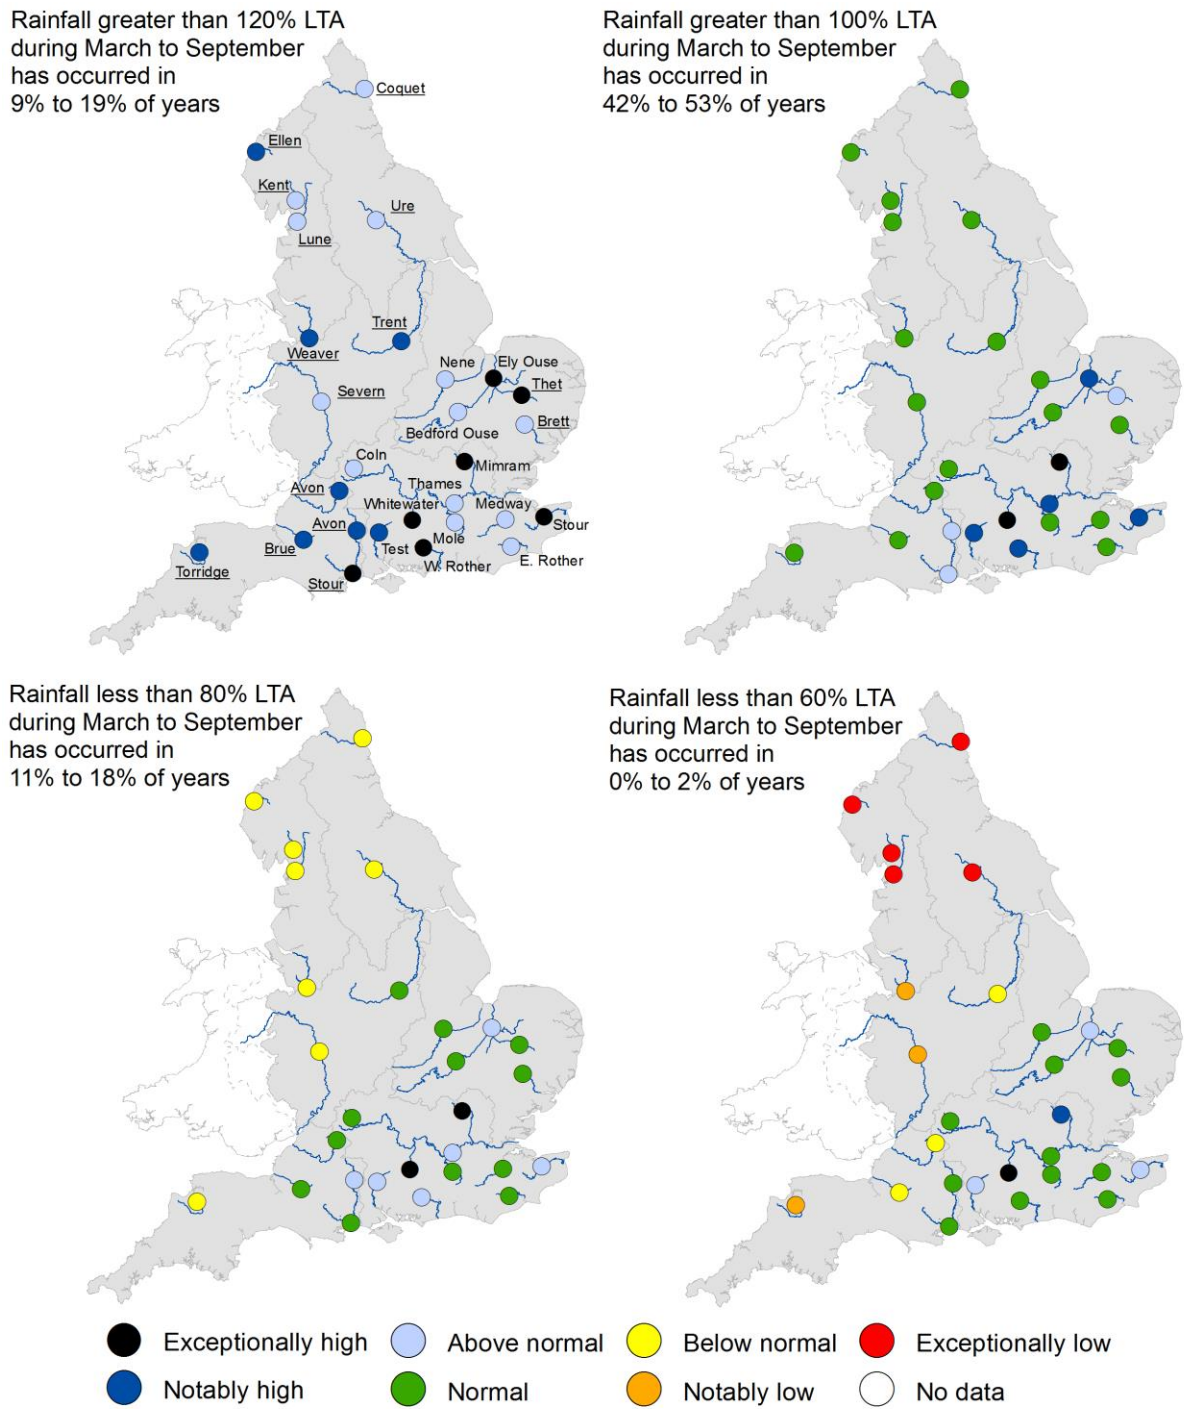 Rainfall greater than 120% LTA
during March to September
has occurred in
9% to 19% of years
Rainfall greater than 100% LTA
during March to September
has occurred in
42% to 53% of years
Coquet
Ellen
Kent
Ure
Lune
Trent
Weaver
Nene
Ely Ouse
Thet
Severn
Brett
Bedford Ouse
Coln
Mimram
Thames
Avon
Whitewater
Medway
Avon
Stour
Brue
Test
Mole
W. Rother
E. Rother
Torridge
Stour
Rainfall less than 80% LTA
during March to September
has occurred in
11% to 18% of years
Rainfall less than 60% LTA
during March to September
has occurred in
0% to 2% of years
Exceptionally high
Above normal
Below normal
Exceptionally low
Notably high
Normal
Notably low
No data